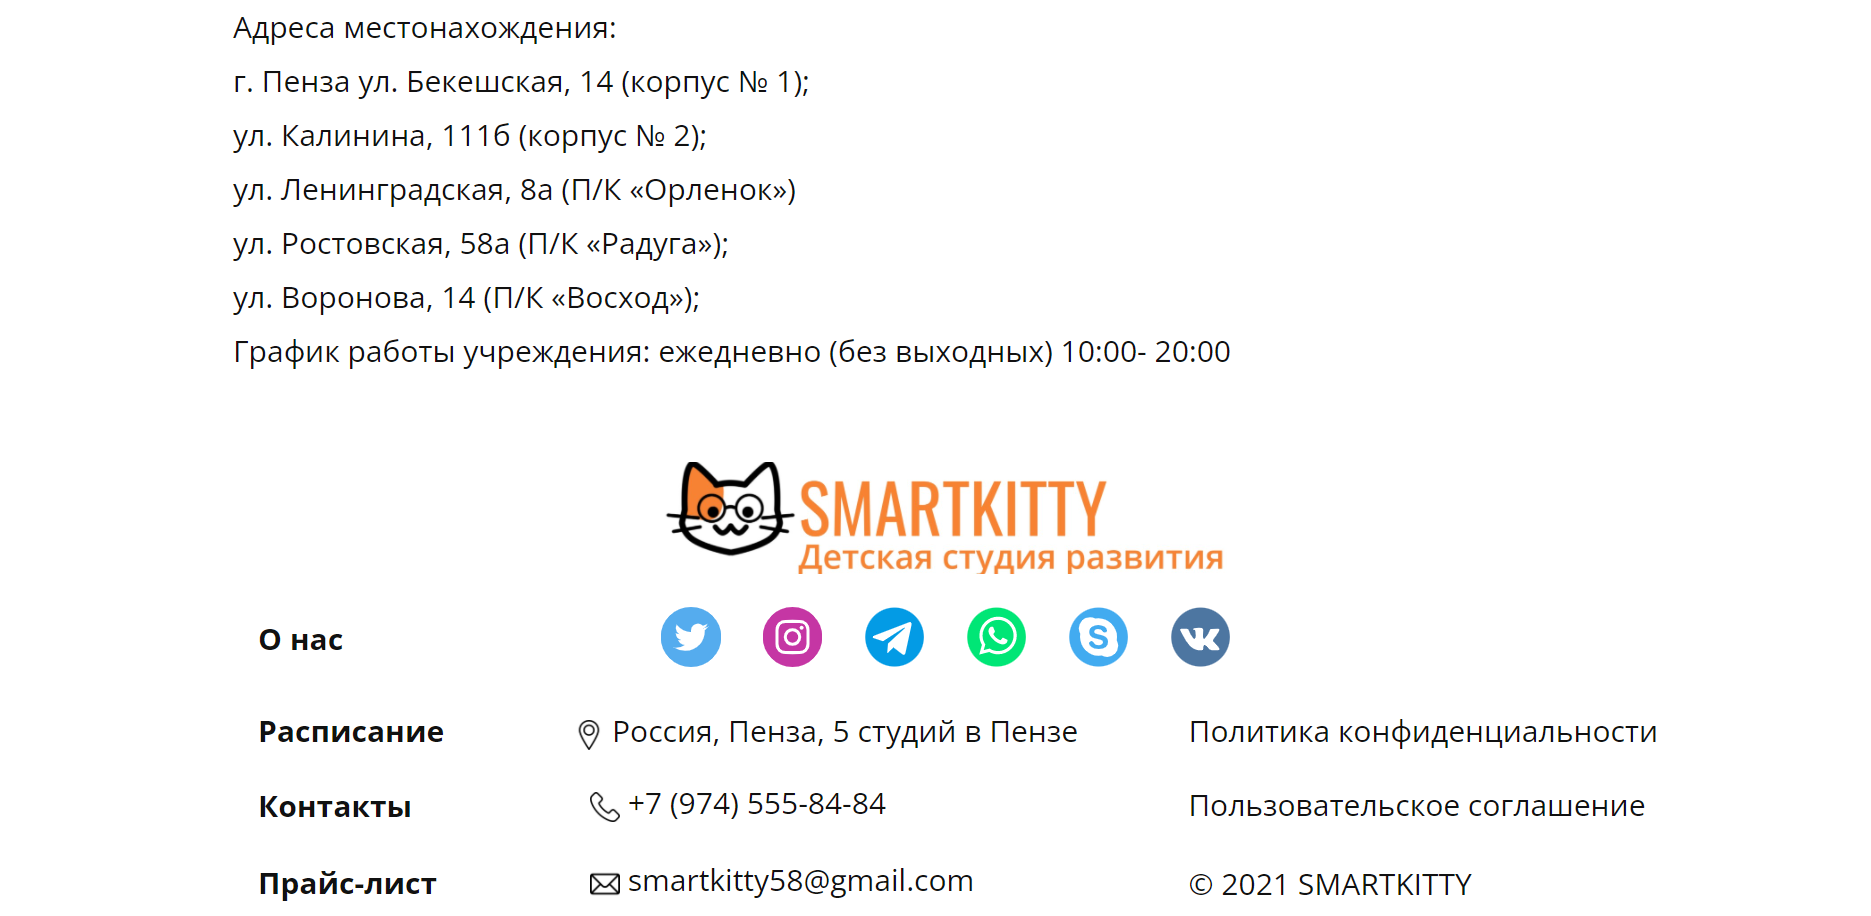 Адреса местонахождения:
г. Пенза ул. Бекешская, 14 (корпус № 1);
ул. Калинина, 111б (корпус № 2);
ул. Ленинградская, 8а (П/К «Орленок»)
ул. Ростовская, 58а (П/К «Радуга»);
ул. Воронова, 14 (П/К «Восход»);
График работы учреждения: ежедневно (без выходных) 10:00- 20:00
SMARTKITTY
Детская студия развития
О нас
Расписание
Контакты
Прайс-лист
Россия, Пенза, 5 студий в Пензе
+7 (974) 555-84-84
smartkitty58@gmail.com
Политика конфиденциальности
Пользовательское соглашение
© 2021 SMARTKITTY